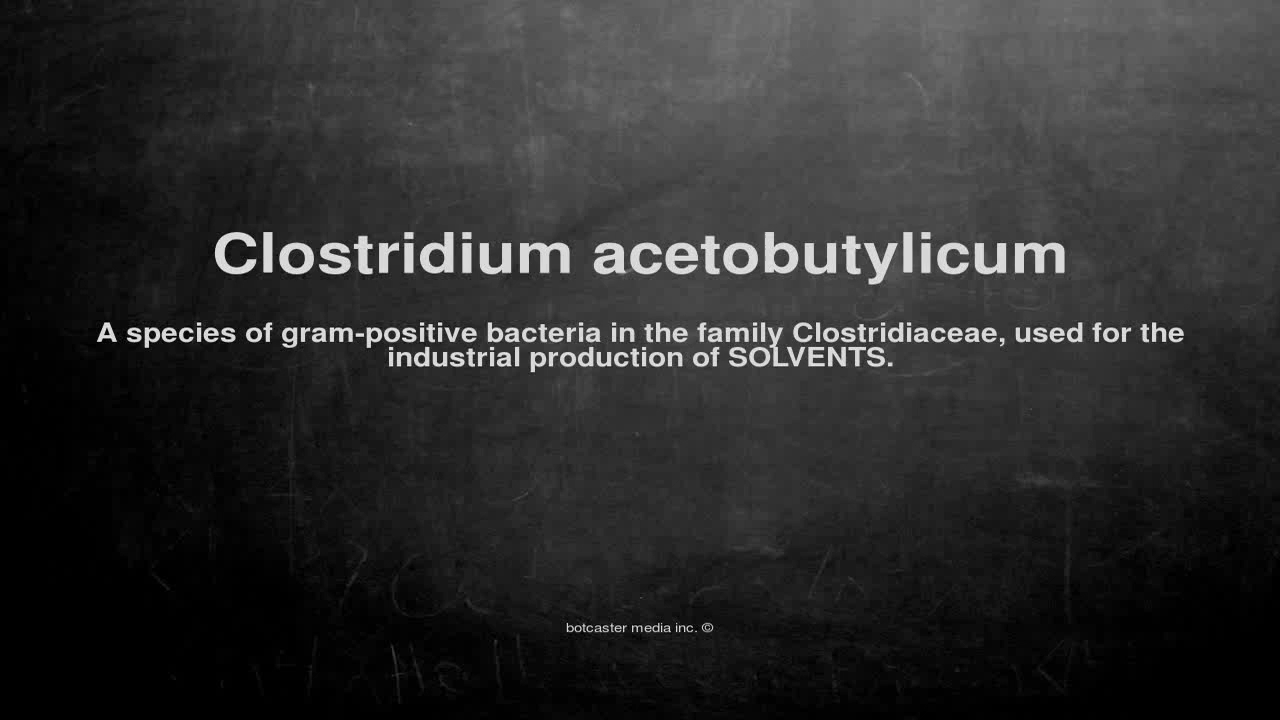 Clostridium acetobutylicum
A species of gram-positive bacteria in the family Clostridiaceae, used for the
industrial production of SOLVENTS.
botcaster media inc. ©